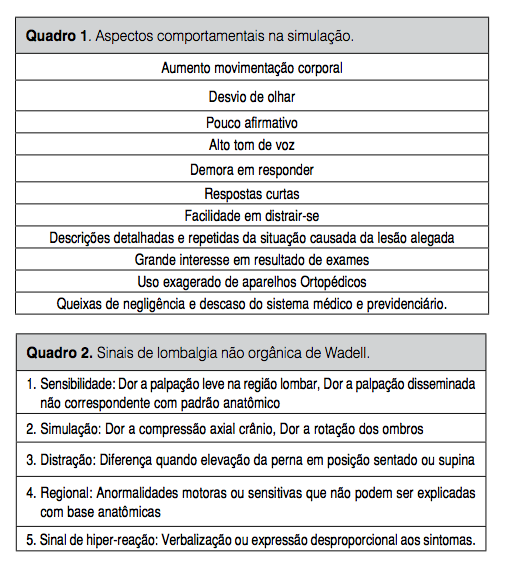 Quadro 1. Aspectos comportamentais na simulação.
Aumento movimentação corporal
Desvio de olhar
Pouco afirmativo
Alto tom de voz
Demora em responder
Respostas curtas
Facilidade em distrair-se
Descrições detalhadas e repetidas da situação causada da lesão alegada
Grande interesse em resultado de exames
Uso exagerado de aparelhos Ortopédicos
Queixas de negligência e descaso do sistema médico e previdenciário.
Quadro 2. Sinais de lombalgia não orgânica de Wadell.
1. Sensibilidade: Dor a palpação leve na região lombar, Dor a palpação disseminada
não correspondente com padrão anatômico
2. Simulação: Dor a compressão axial crânio, Dor a rotação dos ombros
3. Distração: Diferença quando elevação da perna em posição sentado ou supina
4. Regional: Anormalidades motoras ou sensitivas que não podem ser explicadas
com base anatômicas
5. Sinal de hiper-reação: Verbalização ou expressão desproporcional aos sintomas.